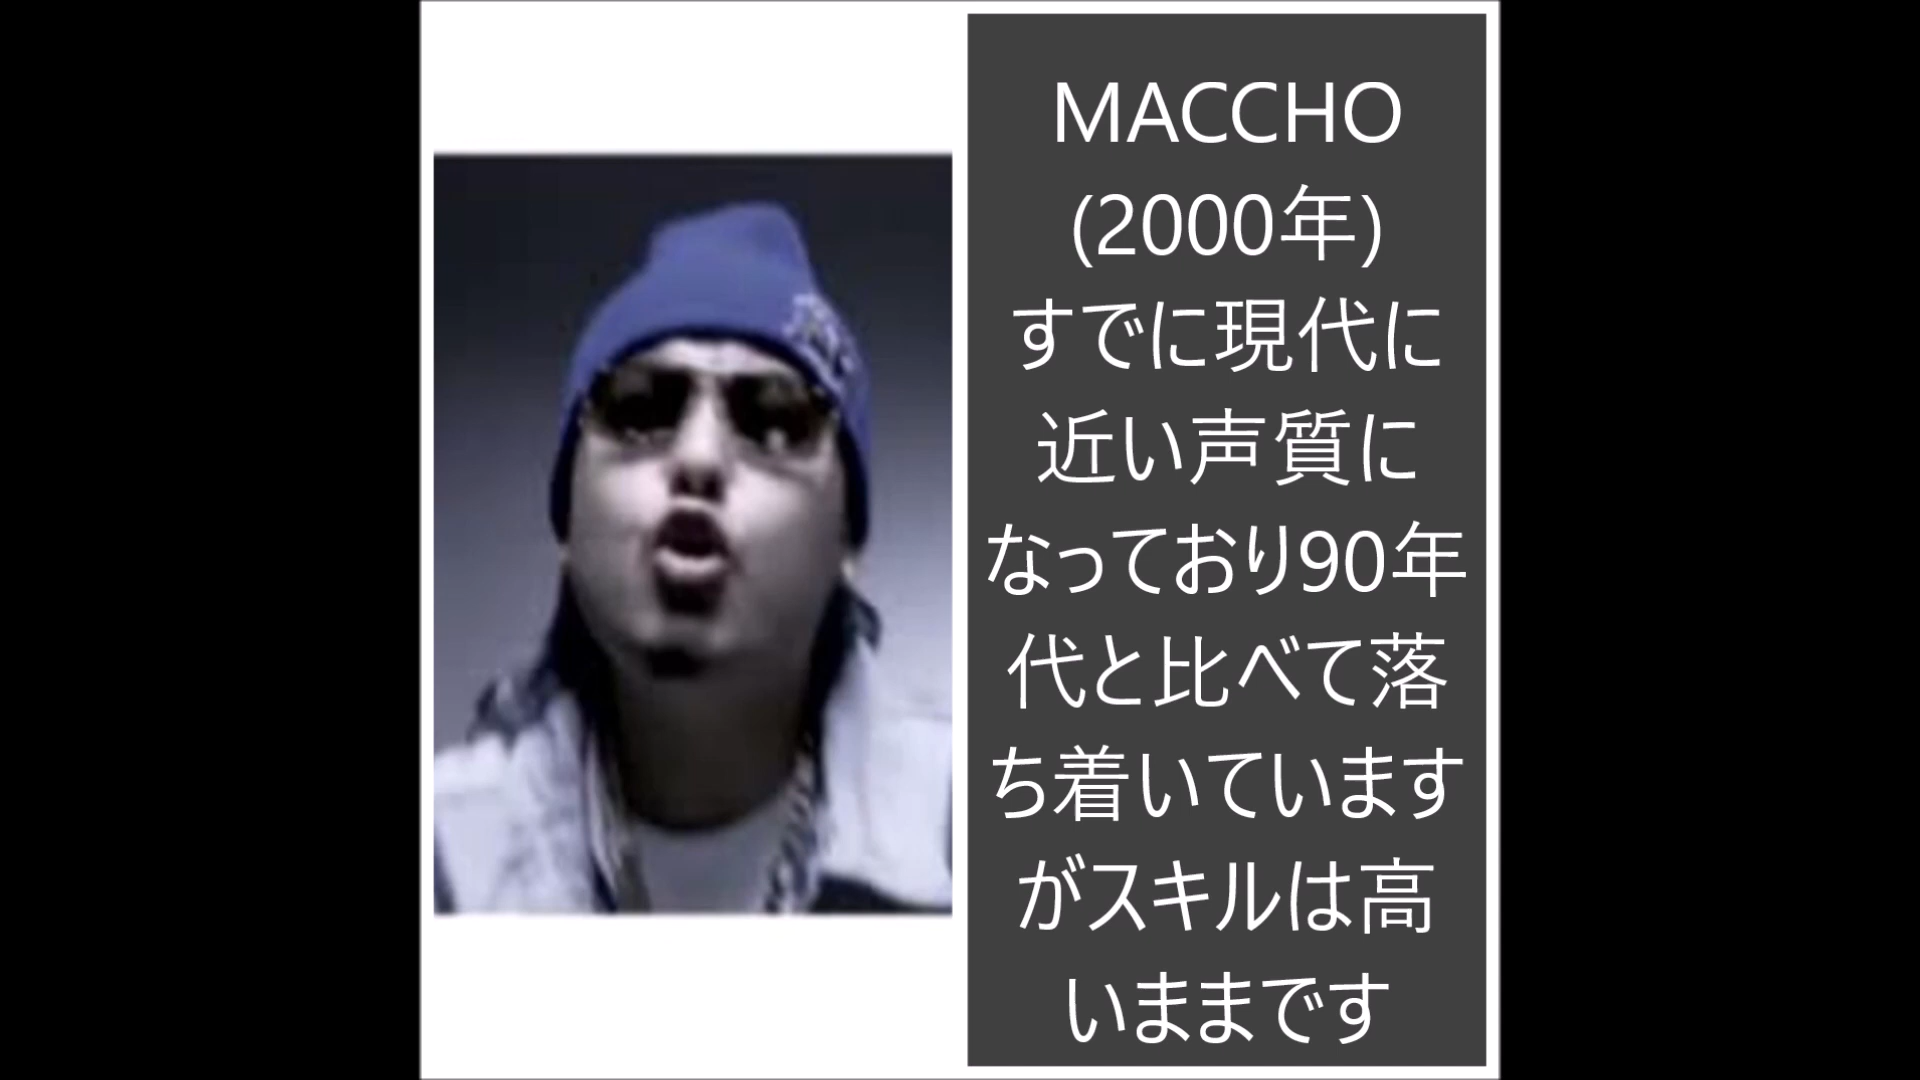 MACCHO
(2000年)
すでに現代に
近い声質に
なっており90年
代と比べて落
ち着いています
がスキルは高
いままです